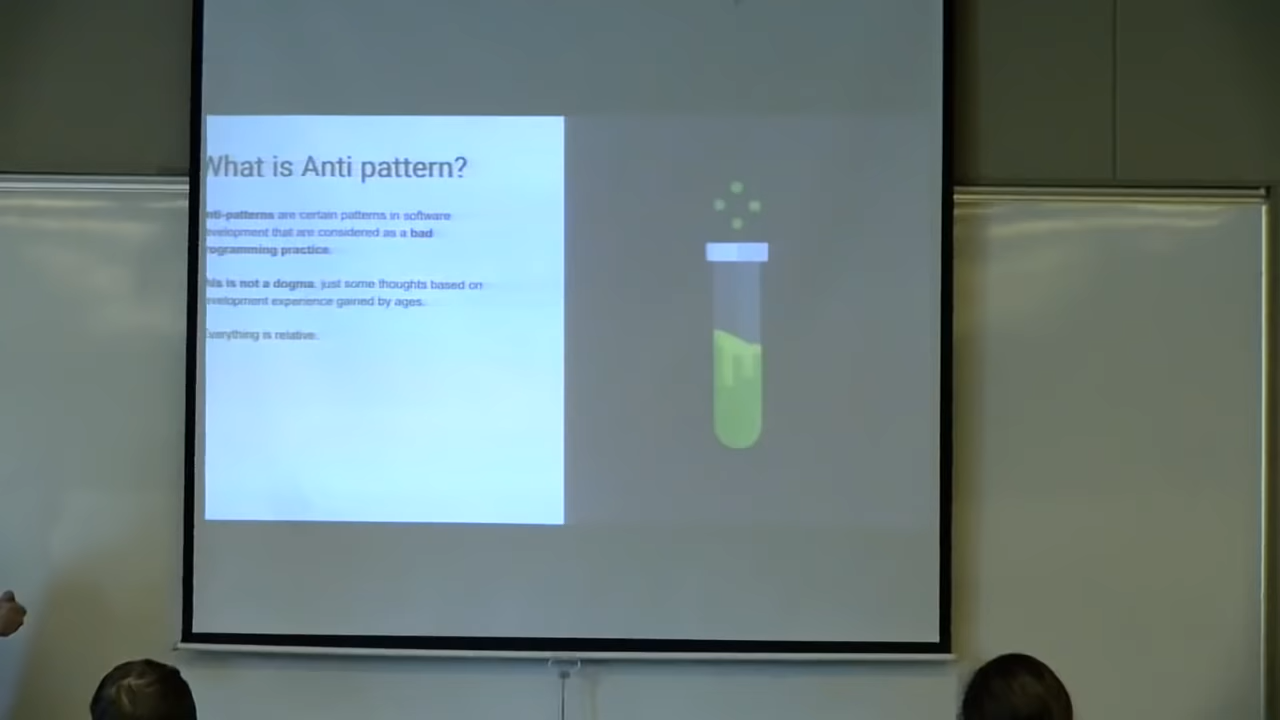 What is Anti pattern?
nti-patterns are certain patterns in software
evelopment that are considered as a bad
rogramming practice.
his is not a dogma, just some thoughts based on
evelopment experience gained by ages.
Everything is relative.